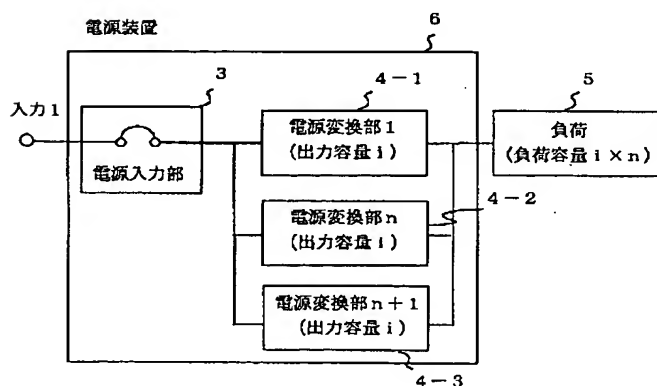 電源装置
6
3
4-1
5
入力1
電源入力部
電源変換部1
(出力容量i)
負荷
(負荷容量i×n)
電源変換部n
(出力容量i)
4-2
電源変換部n+1
(出力容量i)
4-3